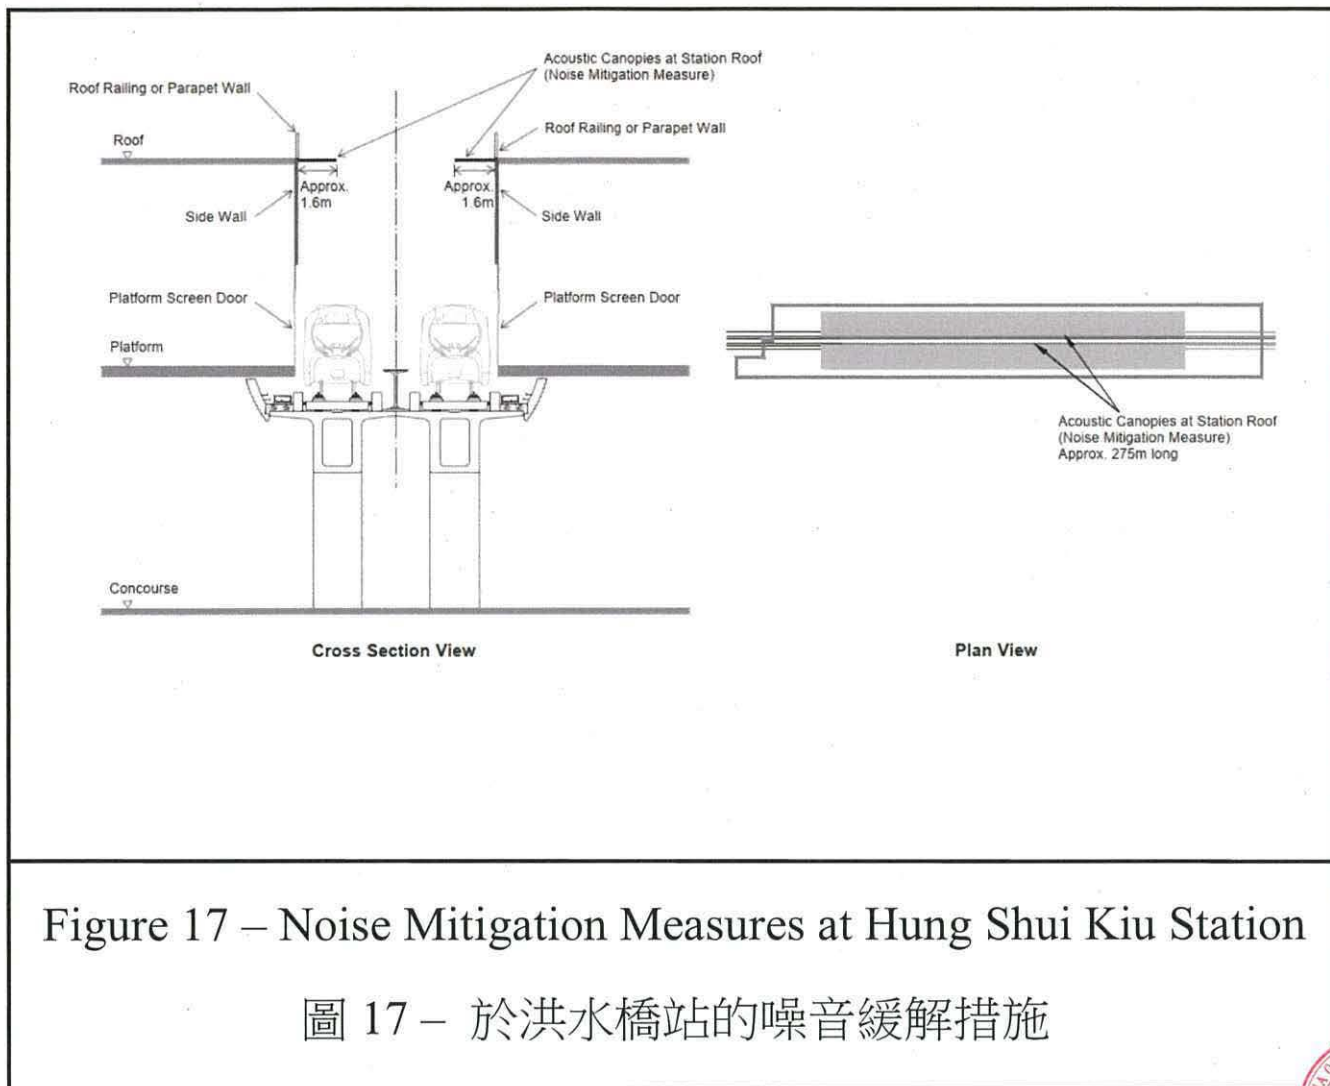 Acoustic Canopies at Station Roof
(Noise Mitigation Measure)
Roof Railing or Parapet Wall
Roof Railing or Parapet Wall
Roof
Approx.
1.6m
Approx.
1.6m
Side Wall
Side Wall
Platform Screen Door
Platform Screen Door
Platform
Concourse
Cross Section View
Acoustic Canopies at Station Roof
(Noise Mitigation Measure)
Approx. 275m long
Plan View
Figure 17 – Noise Mitigation Measures at Hung Shui Kiu Station
圖 17 – 於洪水橋站的噪音緩解措施